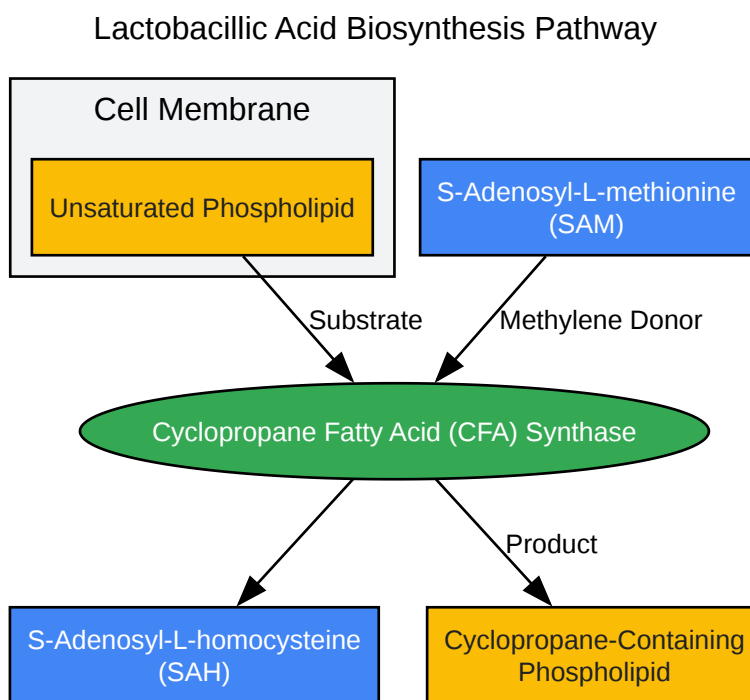 Lactobacillic Acid Biosynthesis Pathway
Cell Membrane
Unsaturated Phospholipid
S-Adenosyl-L-methionine
(SAM)
Substrate
Methylene Donor
Cyclopropane Fatty Acid (CFA) Synthase
Product
S-Adenosyl-L-homocysteine
(SAH)
Cyclopropane-Containing
Phospholipid